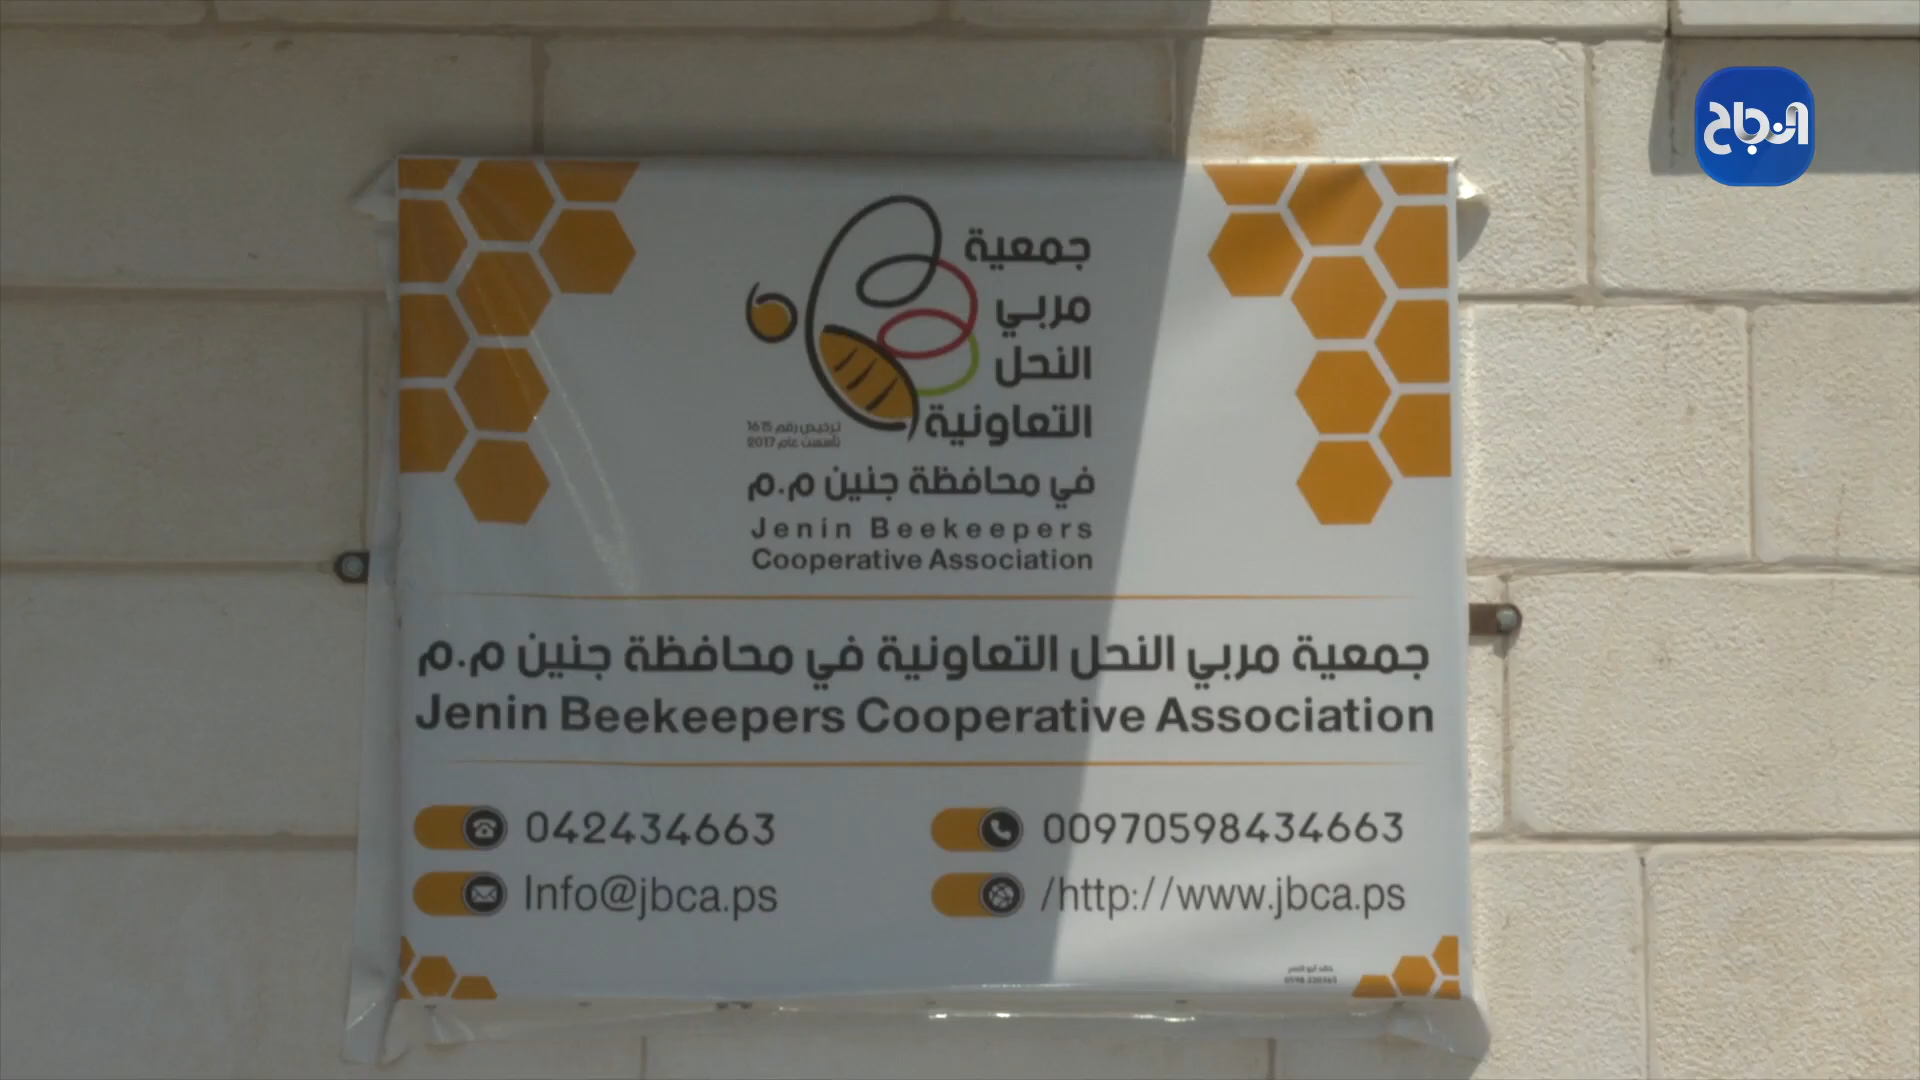 النجاح
جمعية
مربي
النحل
التعاونية
ترخيص رقم 1615
تأسست عام 2017
في محافظة جنين م.م
Jenin Beekeepers
Cooperative Association
جمعية مربي النحل التعاونية في محافظة جنين م.م
Jenin Beekeepers Cooperative Association
042434663
00970598434663
Info@jbca.ps
/http://www.jbca.ps